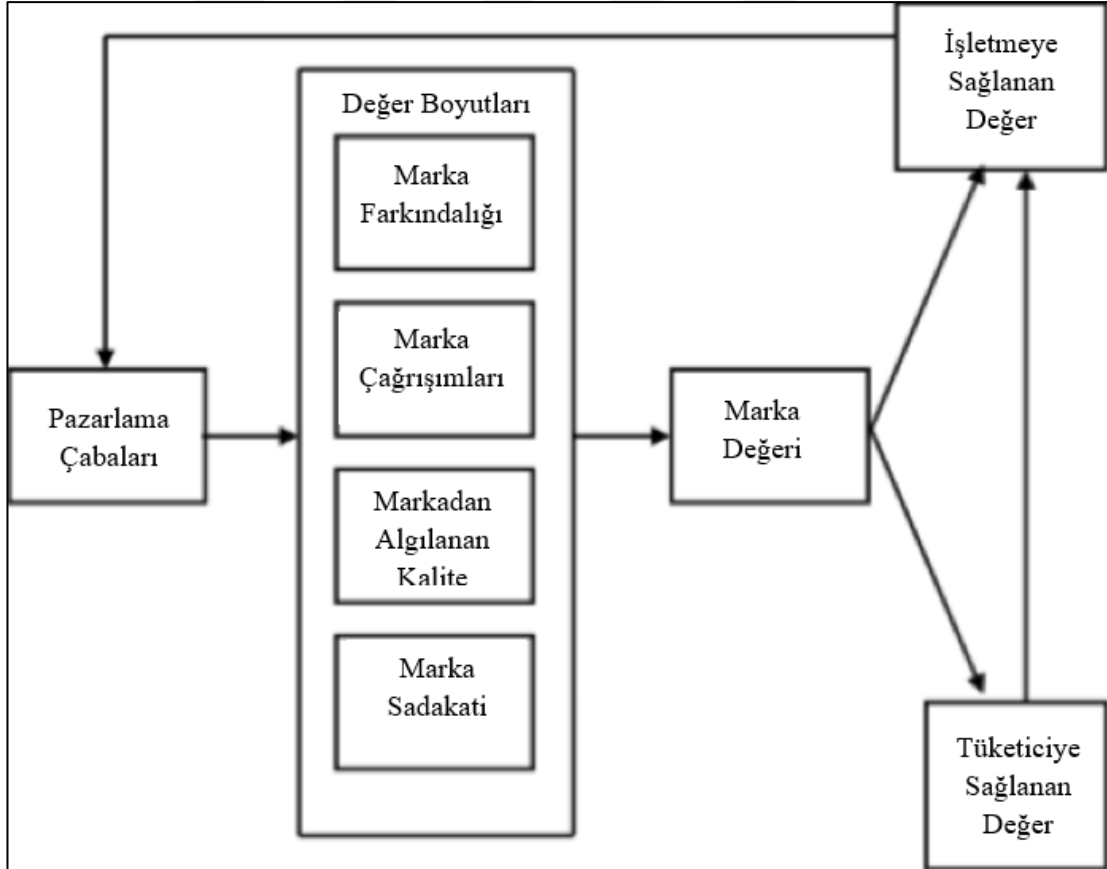 İşletmeye
Sağlanan
Değer
Değer Boyutları
Marka
Farkındalığı
Marka
Çağrışımları
Pazarlama
Çabaları
Marka
Değeri
Markadan
Algılanan
Kalite
Marka
Sadakati
Tüketiciye
Sağlanan
Değer